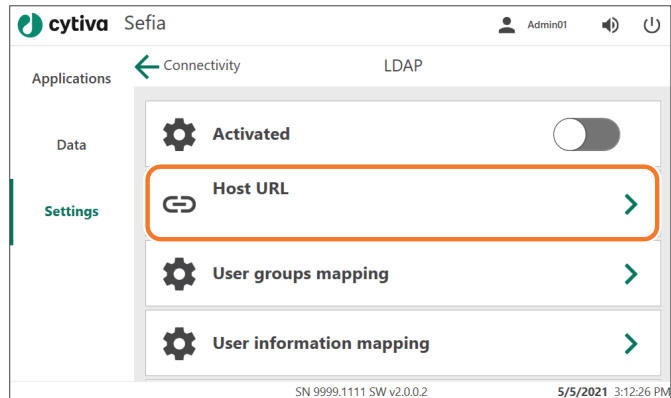 cytiva Sefia Admin01
Applications
Data
Settings
Connectivity LDAP
Activated
Host URL
User groups mapping
User information mapping
SN 9999.1111 SW v2.0.0.2 5/5/2021 3:12:26 PM